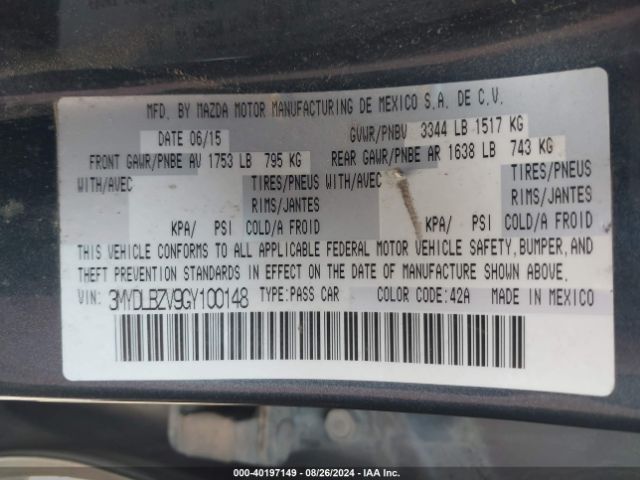 MFD. BY MAZDA MOTOR MANUFACTURING DE MEXICO S.A. DE C.V.
DATE 06/15 GVWR/PNBV 3344 LB 1517 KG
FRONT GAWR/PNBE AV 1753 LB 795 KG REAR GAWR/PNBE AR 1638 LB 743 KG
WITH/AVEC TIRES/PNEUS WITH/AVEC TIRES/PNEUS
RIMS/JANTES RIMS/JANTES
KPA/ PSI COLD/A FROID KPA/ PSI COLD/A FROID
THIS VEHICLE CONFORMS TO ALL APPLICABLE FEDERAL MOTOR VEHICLE SAFETY, BUMPER, AND
THEFT PREVENTION STANDARDS IN EFFECT ON THE DATE OF MANUFACTURE SHOWN ABOVE.
VIN: 3MYDLBZV9GY100148 TYPE:PASS CAR COLOR CODE:42A MADE IN MEXICO
000-40197149 - 08/26/2024 - IAA Inc.